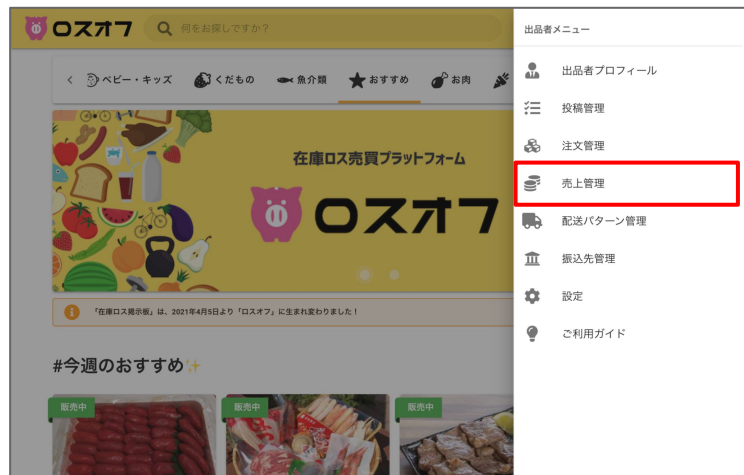 ロスオフ
何をお探しですか？
出品者メニュー
ベビー・キッズ
くだもの
魚介類
おすすめ
お肉
出品者プロフィール
投稿管理
注文管理
売上管理
配送パターン管理
振込先管理
設定
ご利用ガイド
在庫ロス売買プラットフォーム
ロスオフ
「在庫ロス掲示板」は、2021年4月5日より「ロスオフ」に生まれ変わりました！
#今週のおすすめ✨
販売中
販売中
販売中